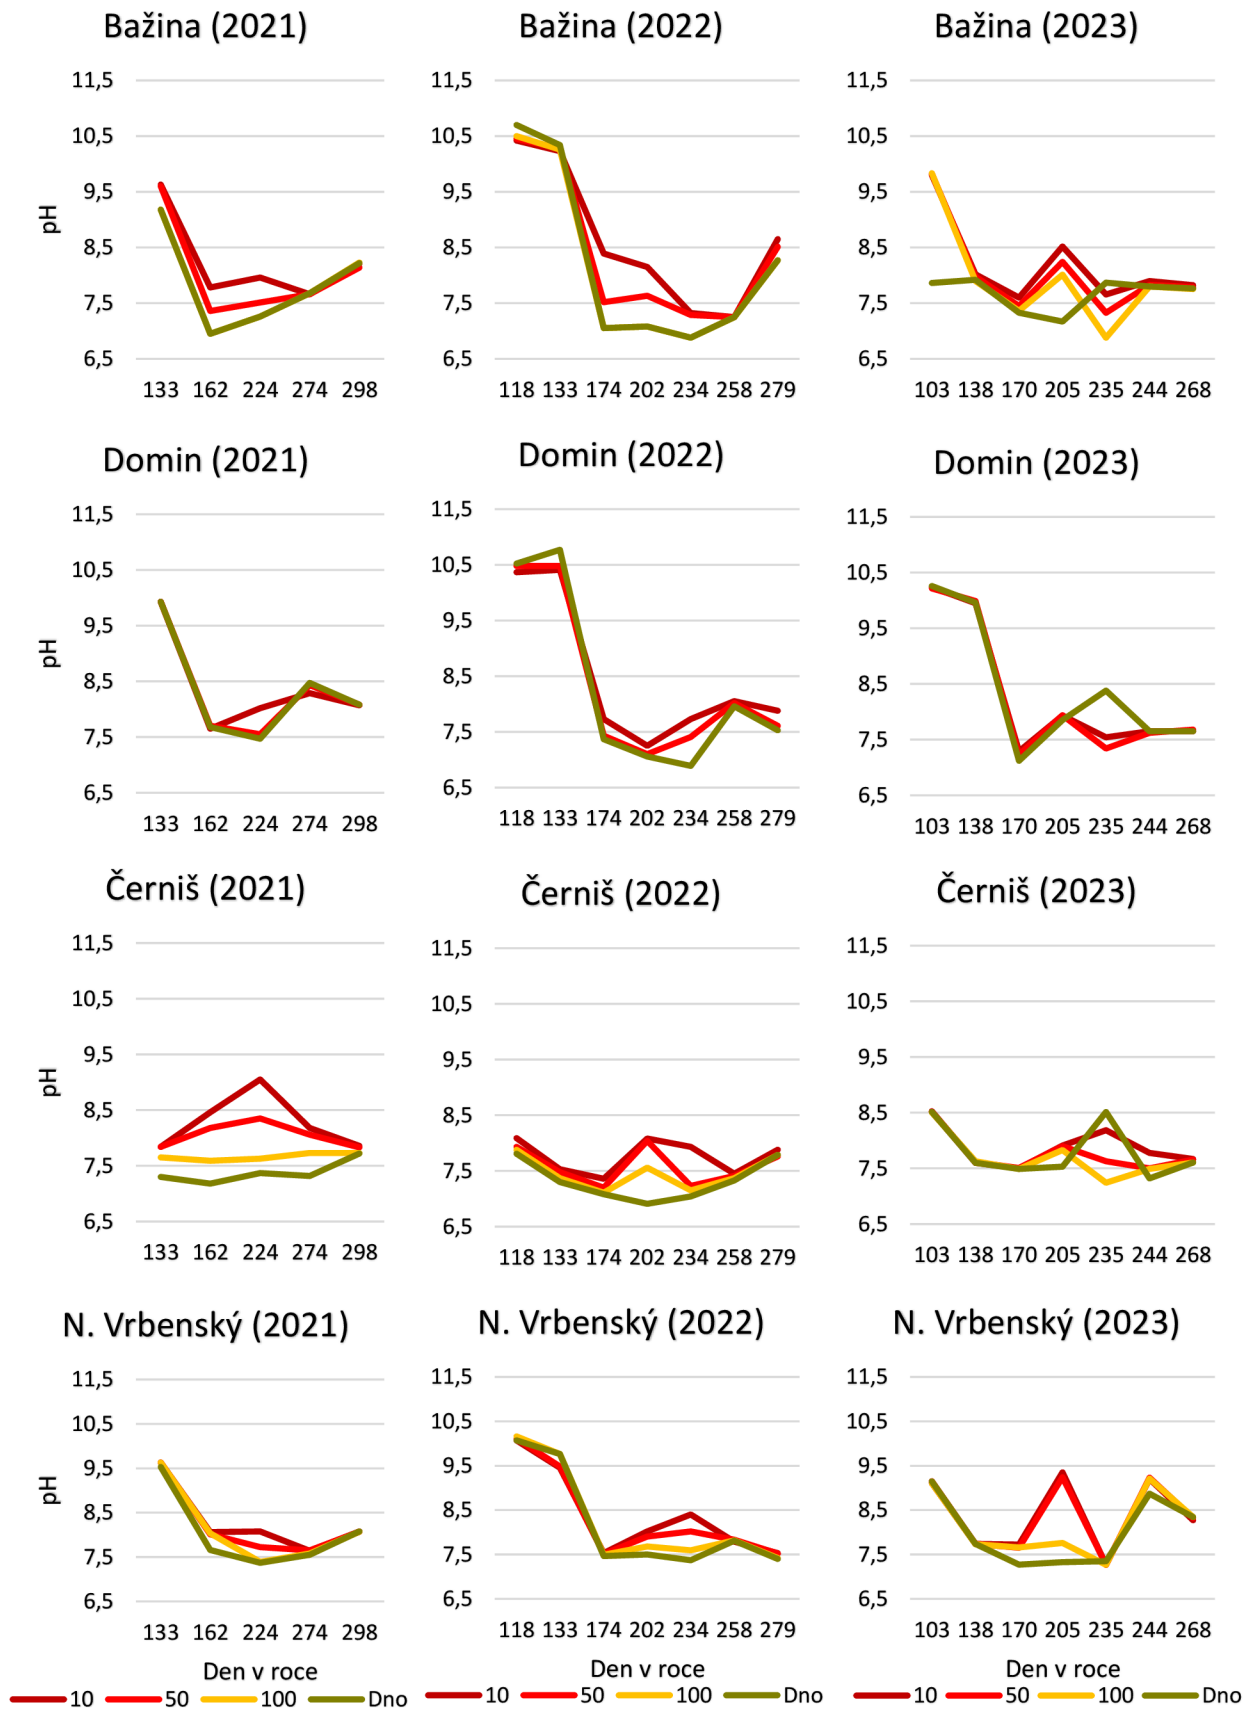 Bažina (2021) Bažina (2022) Bažina (2023)
11,5 11,5 11,5
10,5 10,5 10,5
9,5 9,5 9,5
8,5 8,5 8,5
7,5 7,5 7,5
6,5 6,5 6,5
pH
133 162 224 274 298 118 133 174 202 234 258 279 103 138 170 205 235 244 268
Domin (2021) Domin (2022) Domin (2023)
11,5 11,5 11,5
10,5 10,5 10,5
9,5 9,5 9,5
8,5 8,5 8,5
7,5 7,5 7,5
6,5 6,5 6,5
pH
133 162 224 274 298 118 133 174 202 234 258 279 103 138 170 205 235 244 268
Černiš (2021) Černiš (2022) Černiš (2023)
11,5 11,5 11,5
10,5 10,5 10,5
9,5 9,5 9,5
8,5 8,5 8,5
7,5 7,5 7,5
6,5 6,5 6,5
pH
133 162 224 274 298 118 133 174 202 234 258 279 103 138 170 205 235 244 268
N. Vrbenský (2021) N. Vrbenský (2022) N. Vrbenský (2023)
11,5 11,5 11,5
10,5 10,5 10,5
9,5 9,5 9,5
8,5 8,5 8,5
7,5 7,5 7,5
6,5 6,5 6,5
pH
133 162 224 274 298 118 133 174 202 234 258 279 103 138 170 205 235 244 268
Den v roce Den v roce Den v roce
10 50 100 Dno 10 50 100 Dno 10 50 100 Dno